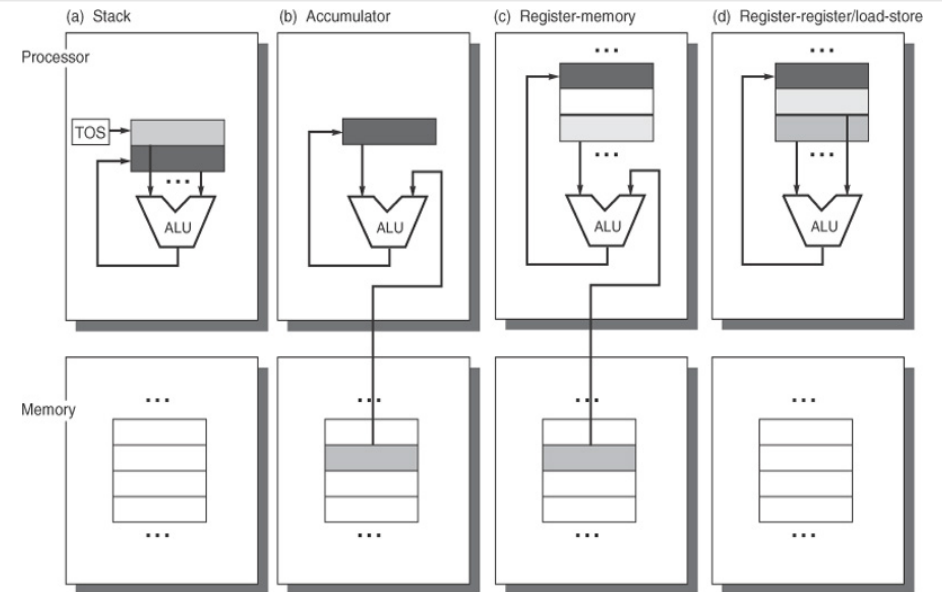 (a) Stack
(b) Accumulator
(c) Register-memory
(d) Register-register/load-store
Processor
...
...
TOS
...
...
...
ALU
ALU
ALU
ALU
Memory
...
...
...
...
...
...
...
...